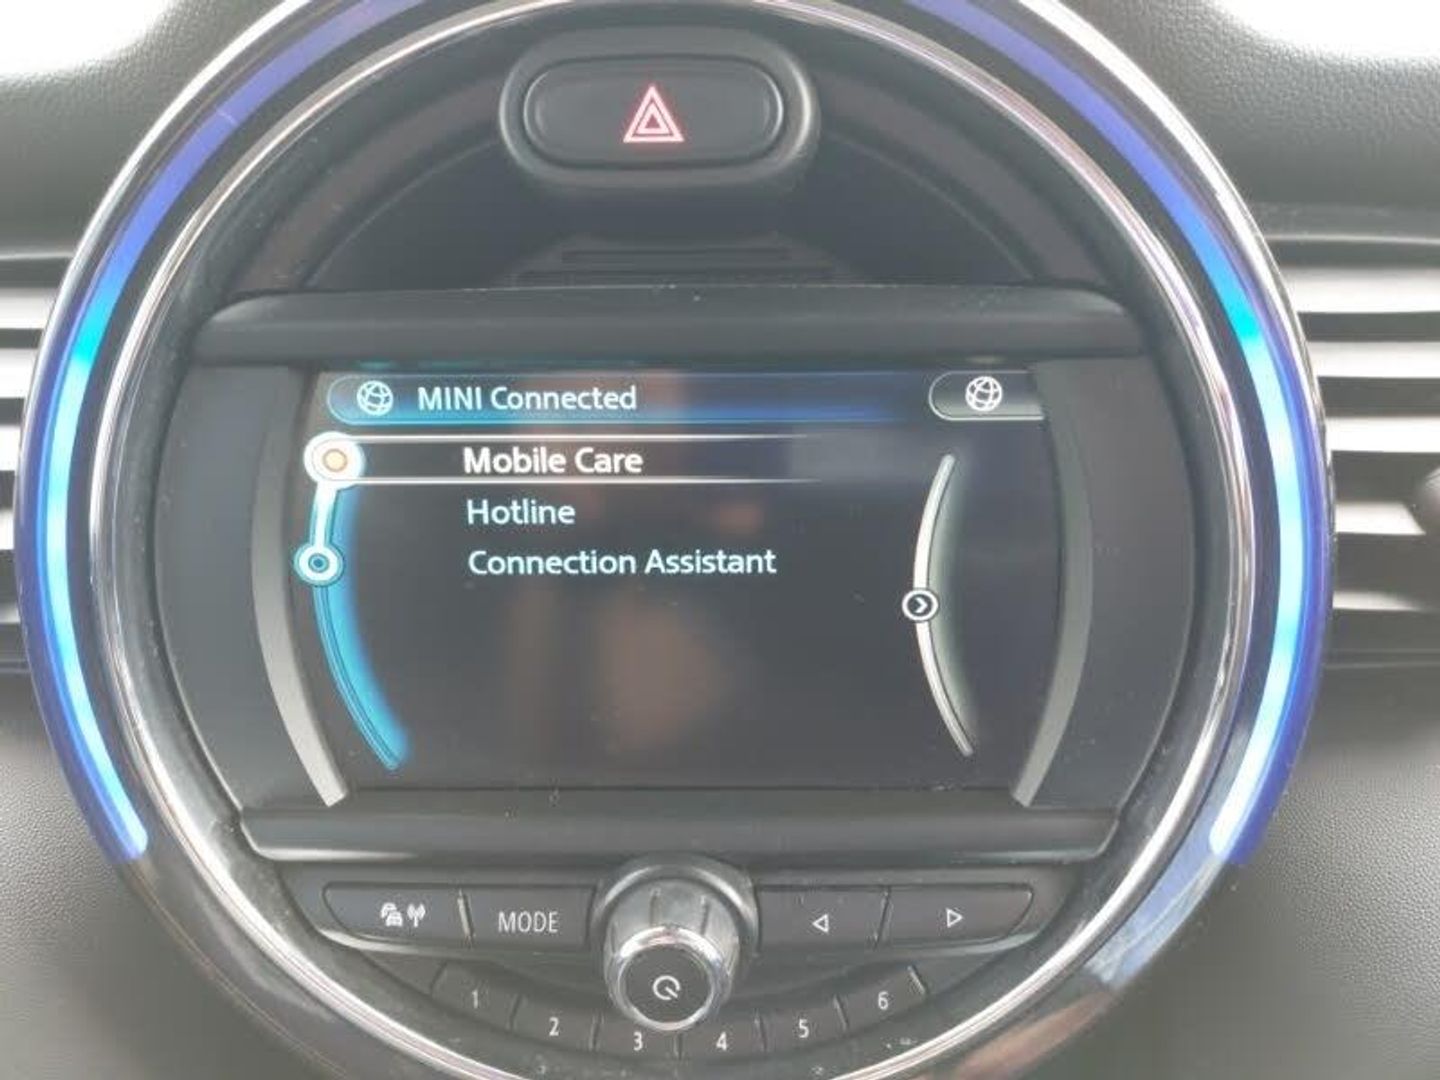 MINI Connected
Mobile Care
Hotline
Connection Assistant
MODE
1
2
3
4
5
6